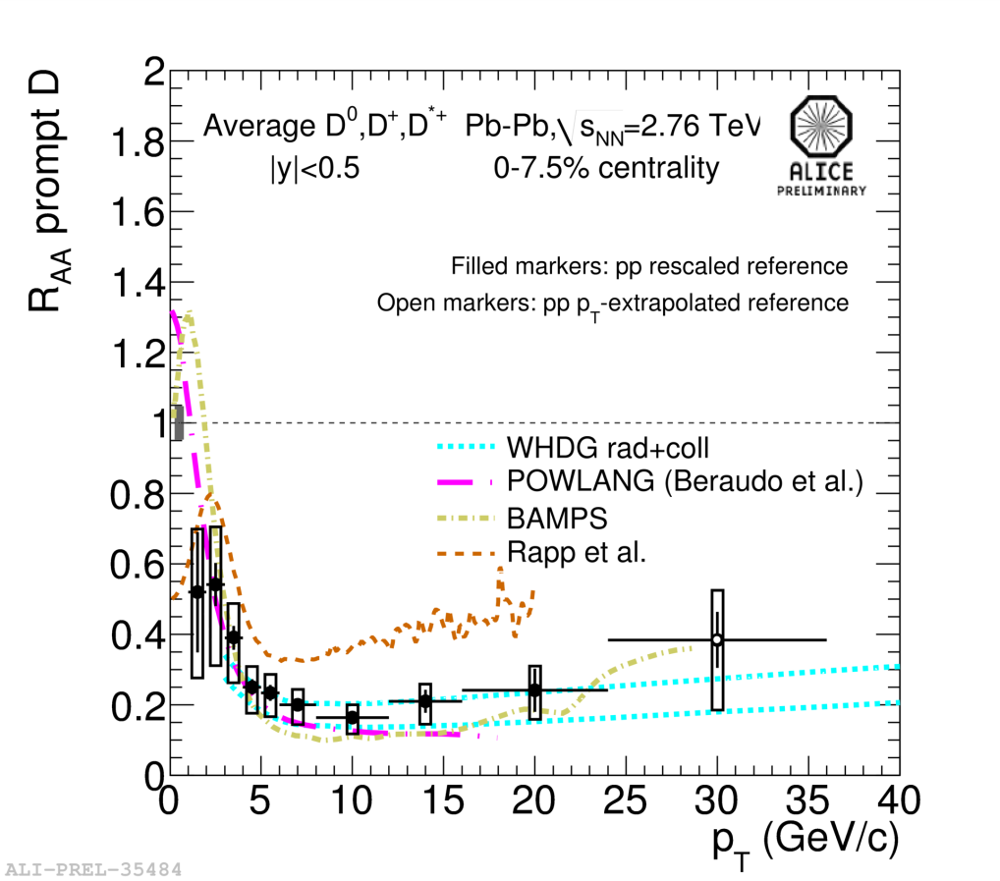 R_AA prompt D
2
1.8
1.6
1.4
1.2
1
0.8
0.6
0.4
0.2
0
Average D^0,D^+,D^*+ Pb-Pb,√s_NN=2.76 TeV
|y|<0.5 0-7.5% centrality
ALICE
PRELIMINARY
Filled markers: pp rescaled reference
Open markers: pp p_T-extrapolated reference
WHDG rad+coll
POWLANG (Beraudo et al.)
BAMPS
Rapp et al.
0 5 10 15 20 25 30 35 40
p_T (GeV/c)
ALI-PREL-35484